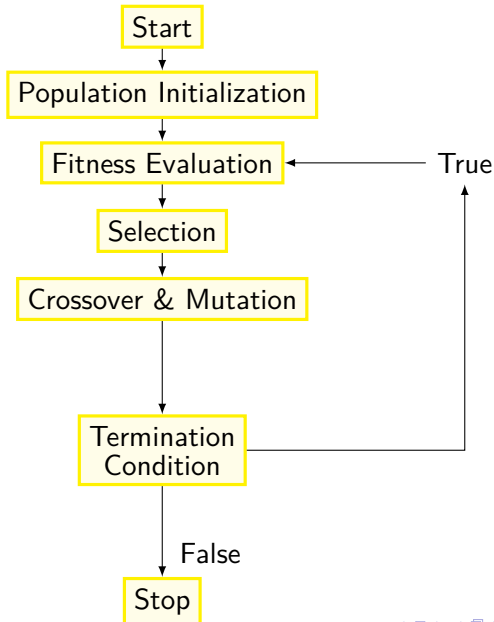 Start
Population Initialization
Fitness Evaluation
True
Selection
Crossover & Mutation
Termination
Condition
False
Stop